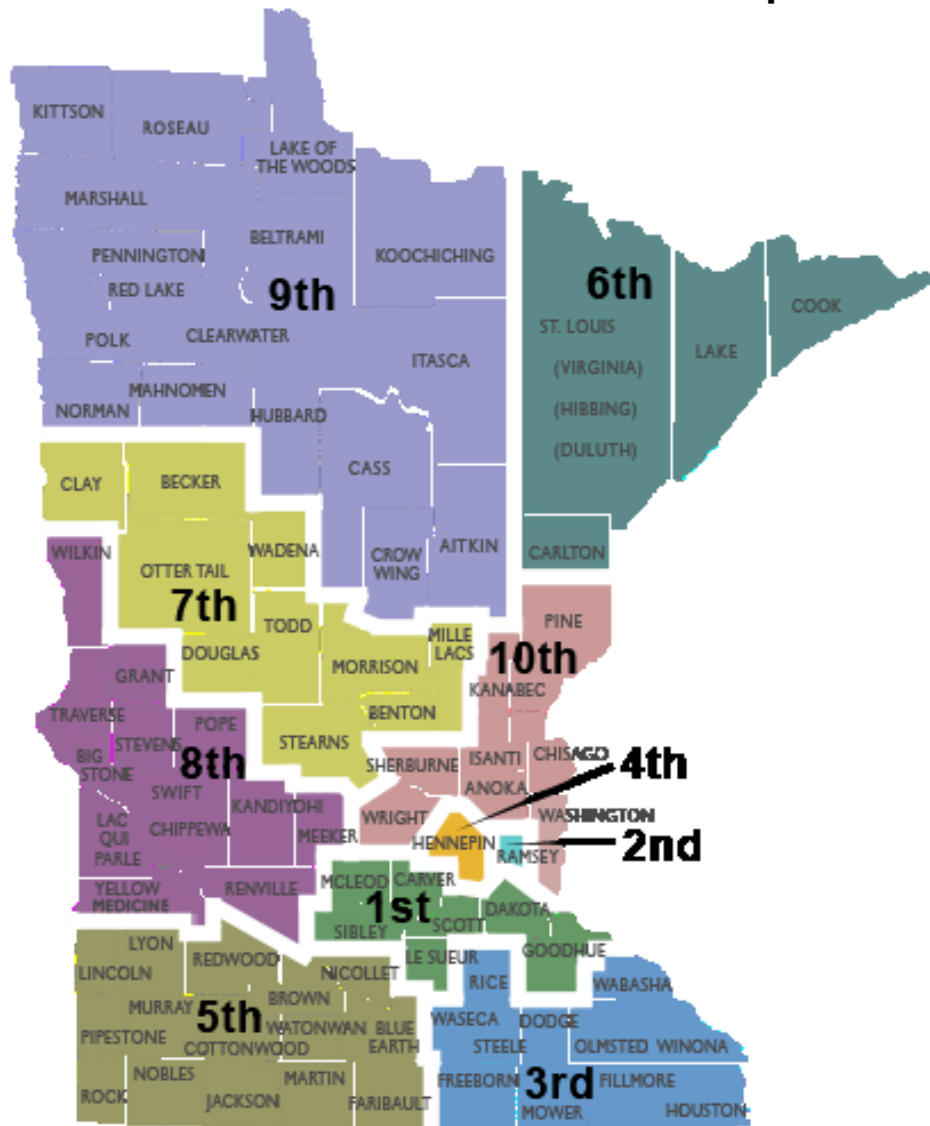 KITTSON
ROSEAU
LAKE OF
THE WOODS
MARSHALL
BELTRAMI
KOOCHICHING
PENNINGTON
RED LAKE
9th
6th
COOK
ST. LOUIS
POLK
CLEARWATER
LAKE
ITASCA
(VIRGINIA)
MAHNOMEN
NORMAN
HUBBARD
(HIBBING)
(DULUTH)
CASS
CLAY
BECKER
WILKIN
WADENA
AITKIN
CARLTON
CROW
WING
OTTER TAIL
7th
TODD
PINE
DOUGLAS
MILLE
LACS
10th
MORRISON
GRANT
KANABEC
TRAVERSE
BENTON
POPE
STEVENS
STEARNS
BIG
STONE
8th
SHERBURNE
ISANTI
CHISAGO
4th
ANOKA
SWIFT
KANDIYOHI
WRIGHT
WASHINGTON
LAC
QUI
PARLE
CHIPPEWA
MEEKER
HENNEPIN
RAMSEY
2nd
YELLOW
MEDICINE
RENVILLE
MCLEOD
CARVER
1st
SIBLEY
SCOTT
DAKOTA
LYON
LINCOLN
REDWOOD
NICOLLET
LE SUEUR
GOODHUE
RICE
WABASHA
MURRAY
BROWN
5th
PIPESTONE
COTTONWOOD
WATONWAN
BLUE
EARTH
WASECA
DODGE
STEELE
OLMSTED
WINONA
NOBLES
MARTIN
FREEBORN
3rd
FILLMORE
ROCK
JACKSON
FARIBAULT
MOWER
HOUSTON